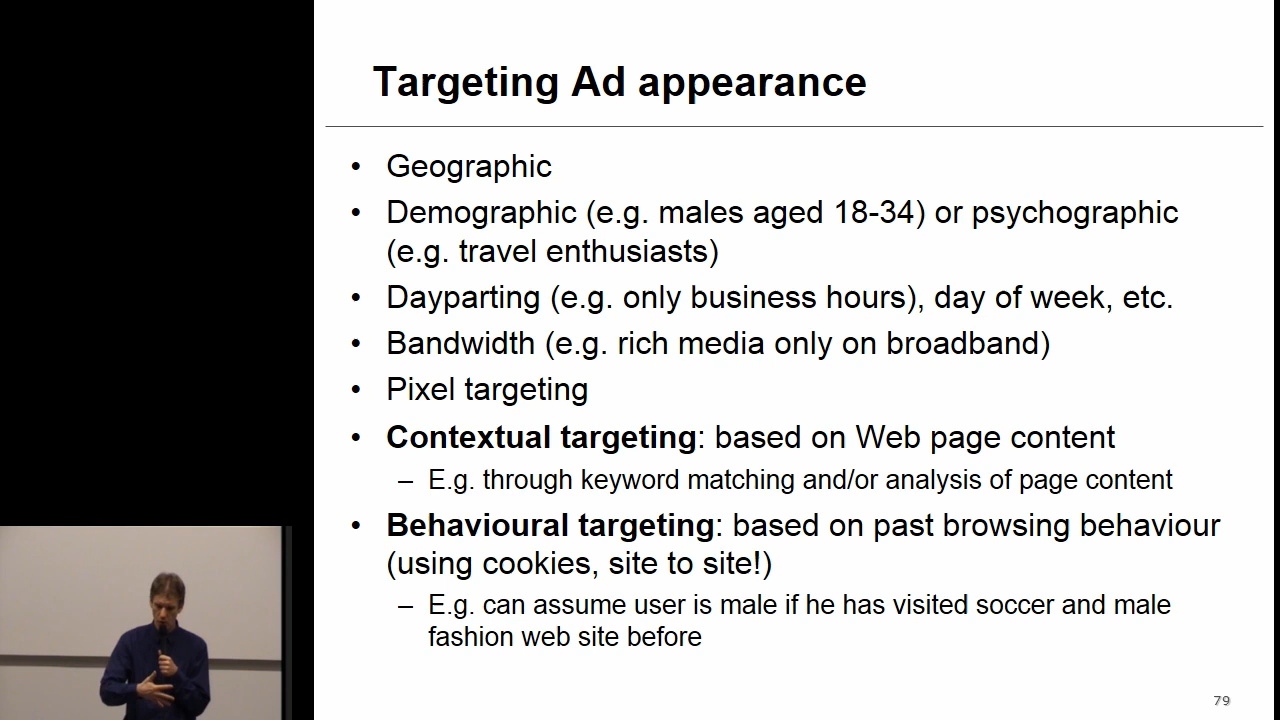 Targeting Ad appearance
• Geographic
• Demographic (e.g. males aged 18-34) or psychographic
(e.g. travel enthusiasts)
• Dayparting (e.g. only business hours), day of week, etc.
• Bandwidth (e.g. rich media only on broadband)
• Pixel targeting
• Contextual targeting: based on Web page content
– E.g. through keyword matching and/or analysis of page content
• Behavioural targeting: based on past browsing behaviour
(using cookies, site to site!)
– E.g. can assume user is male if he has visited soccer and male
fashion web site before
79